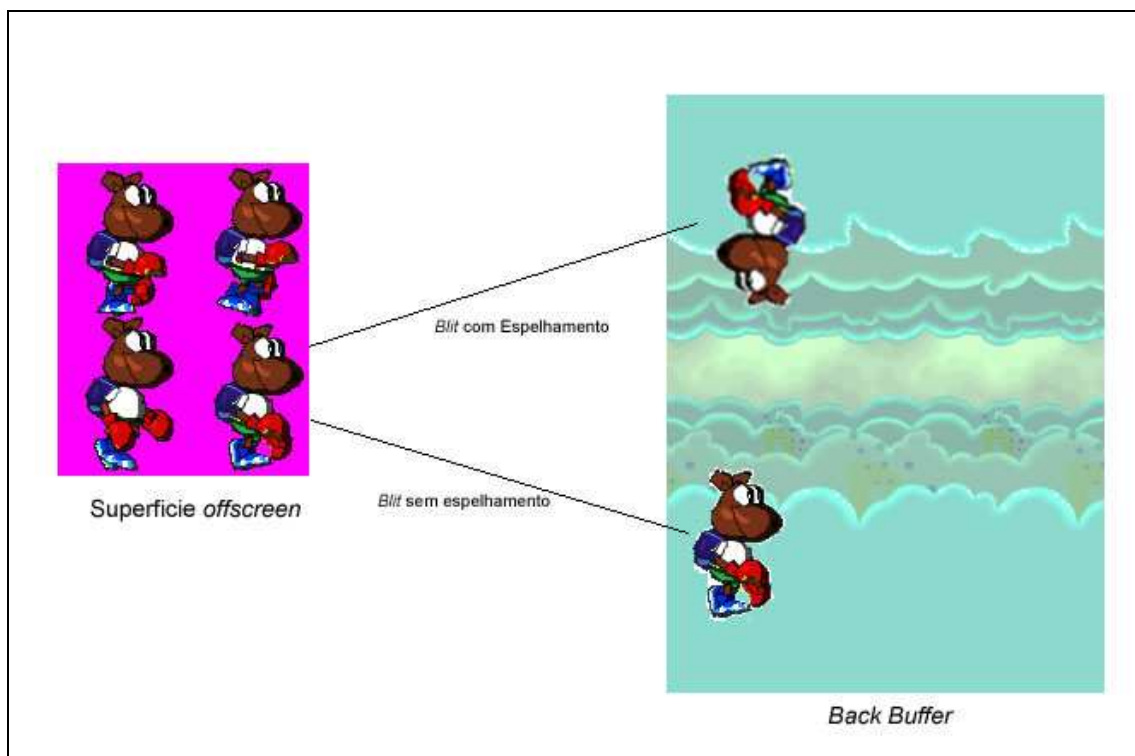 Blit com Espelhamento
Blit sem espelhamento
Superficie offscreen
Back Buffer